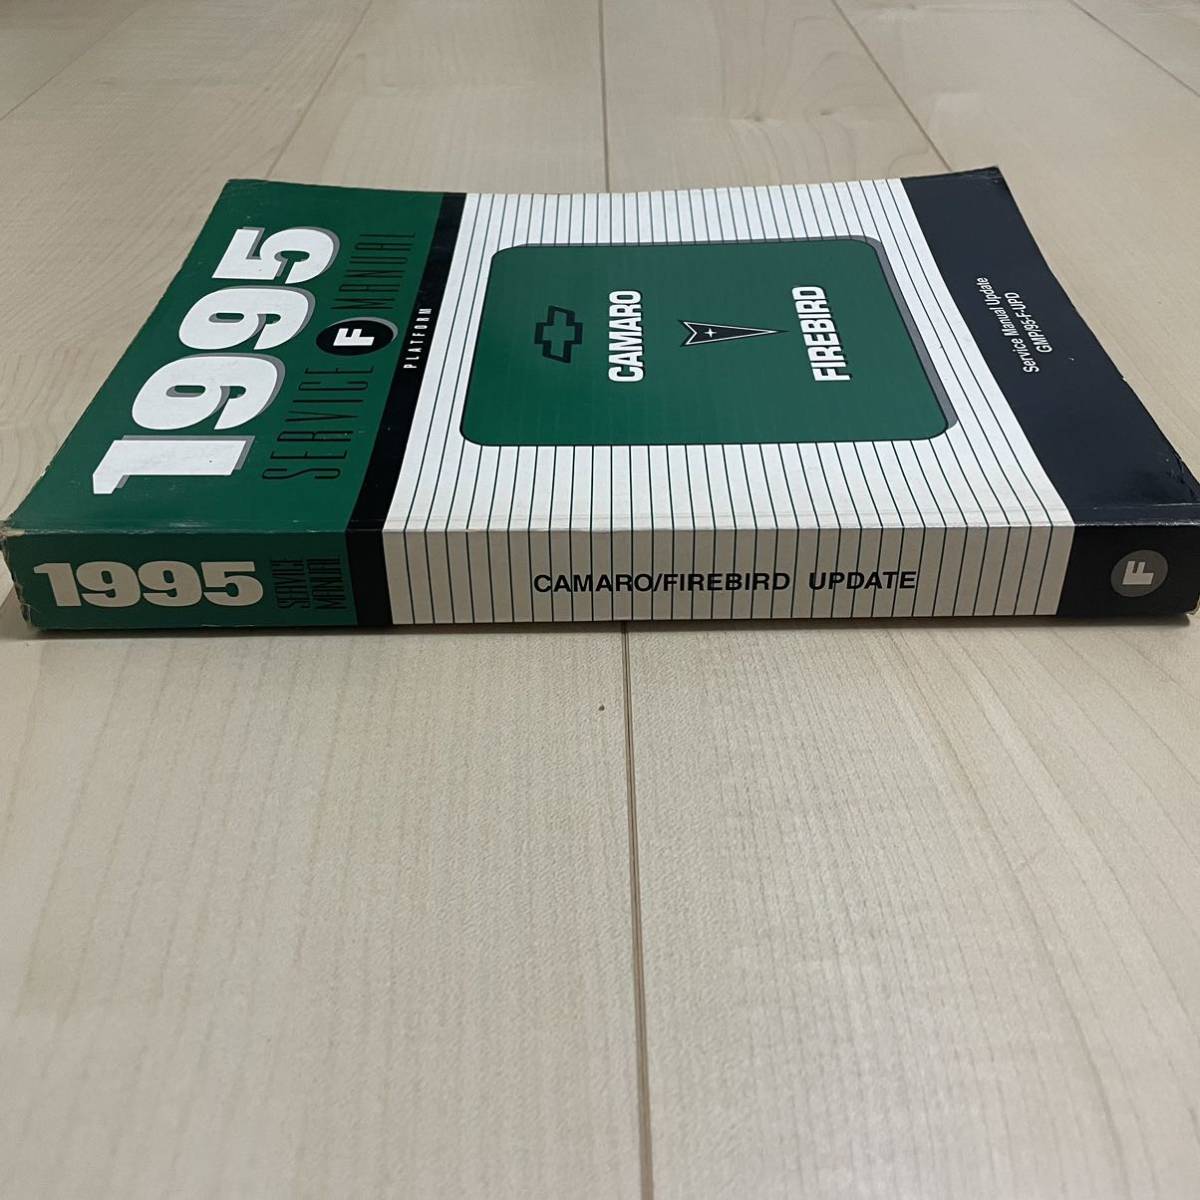 1995
SERVICE F MANUAL
PLATFORM
CAMARO
FIREBIRD
Service Manual Update
GMP/95-F-UPD
1995
SERVICE
MANUAL
CAMARO/FIREBIRD UPDATE
F